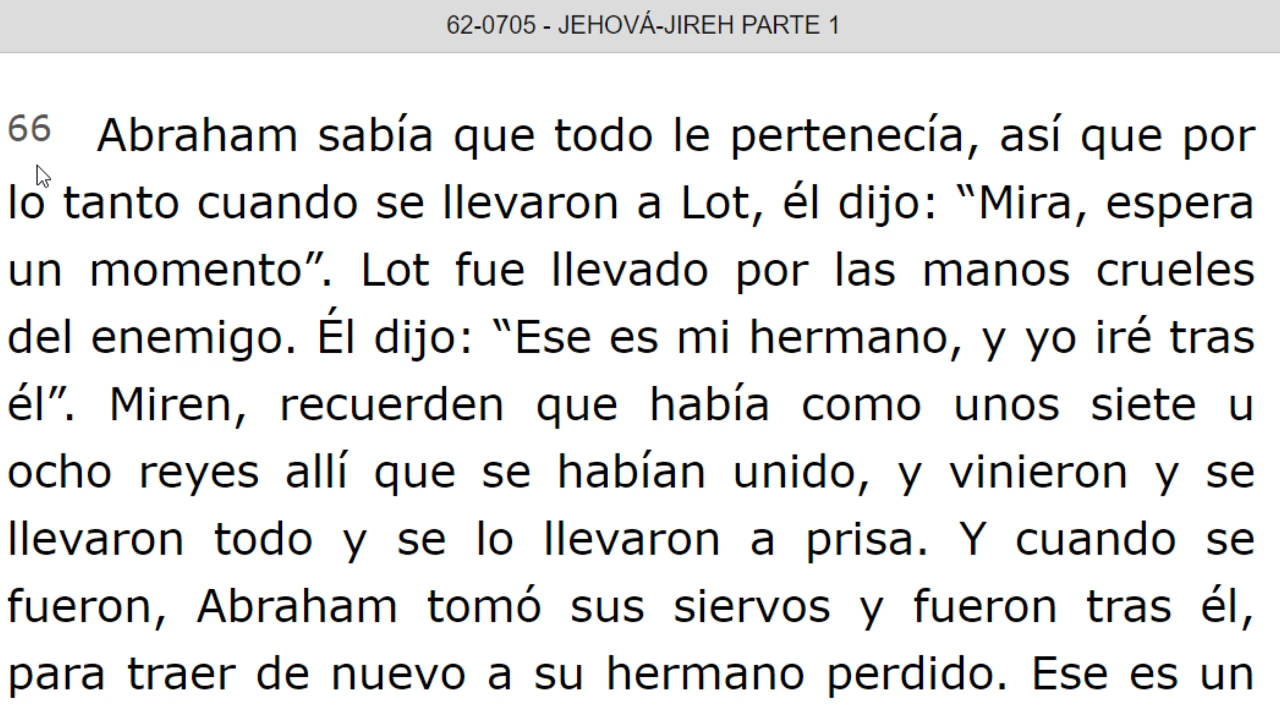 62-0705 - JEHOVÁ-JIREH PARTE 1
66 Abraham sabía que todo le pertenecía, así que por
lo tanto cuando se llevaron a Lot, él dijo: “Mira, espera
un momento”. Lot fue llevado por las manos crueles
del enemigo. Él dijo: “Ese es mi hermano, y yo iré tras
él”. Miren, recuerden que había como unos siete u
ocho reyes allí que se habían unido, y vinieron y se
llevaron todo y se lo llevaron a prisa. Y cuando se
fueron, Abraham tomó sus siervos y fueron tras él,
para traer de nuevo a su hermano perdido. Ese es un